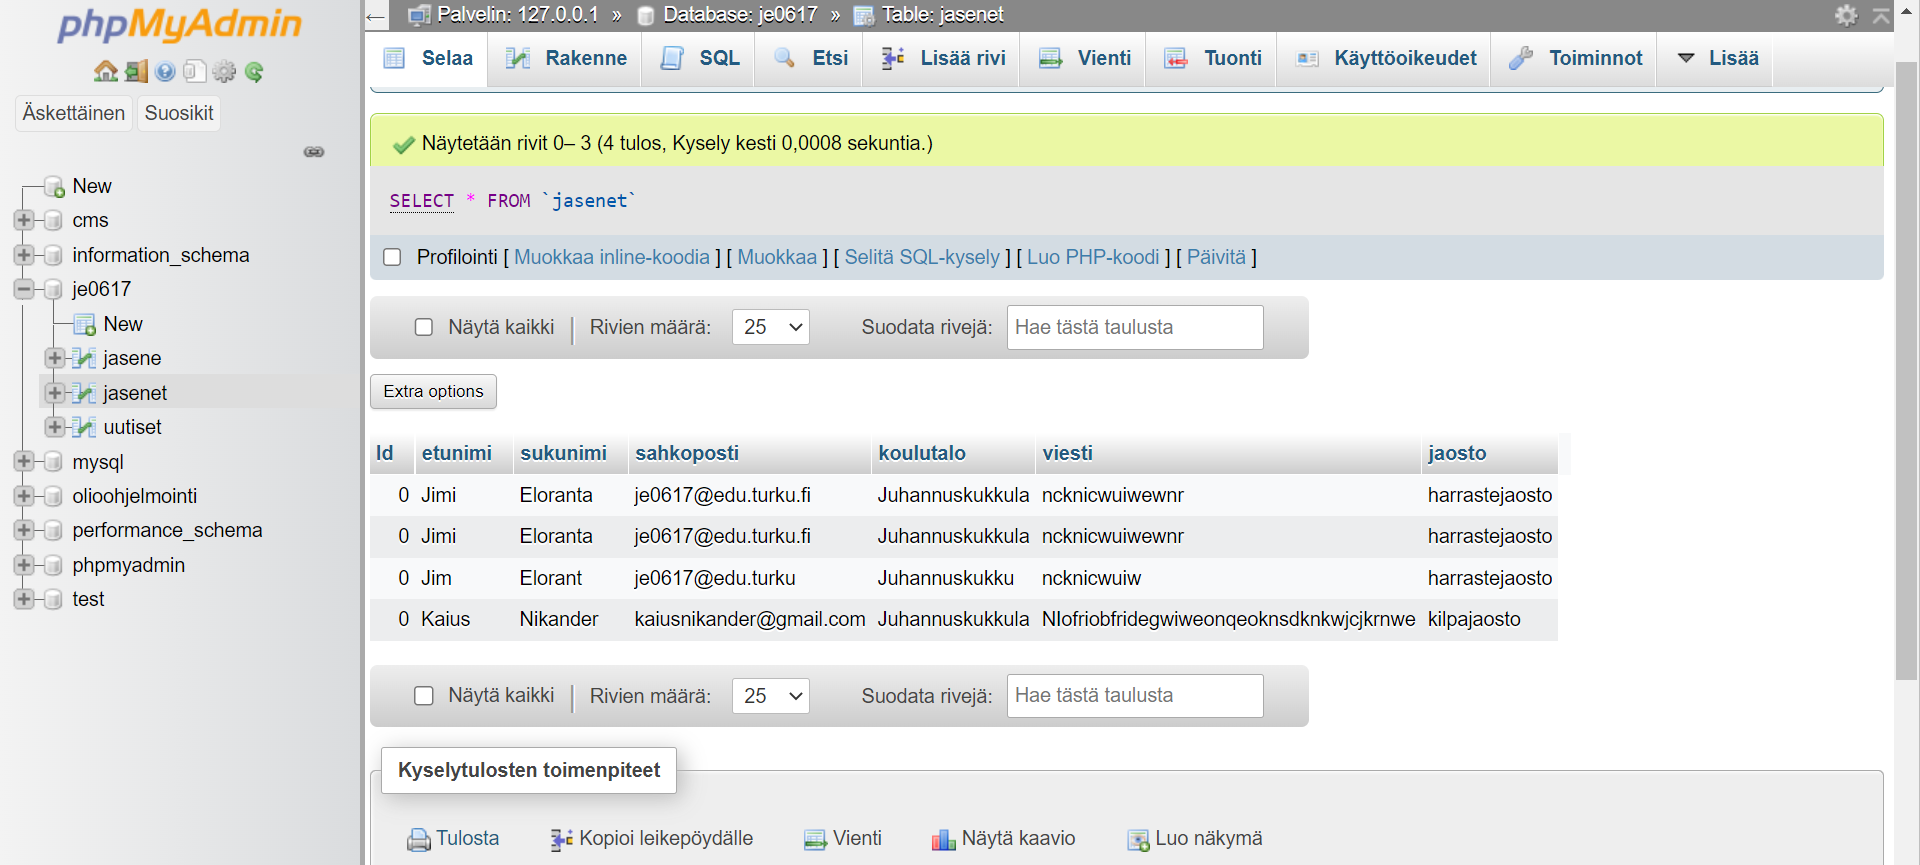 phpMyAdmin
Äskettäinen Suosikit
New
cms
information_schema
je0617
New
jasene
jasenet
uutiset
mysql
olioohjelmointi
performance_schema
phpmyadmin
test
← Palvelin: 127.0.0.1 » Database: je0617 » Table: jasenet
Selaa Rakenne SQL Etsi Lisää rivi Vienti Tuonti Käyttöoikeudet Toiminnot Lisää
Näytetään rivit 0– 3 (4 tulos, Kysely kesti 0,0008 sekuntia.)
SELECT * FROM `jasenet`
Profilointi [ Muokkaa inline-koodia ] [ Muokkaa ] [ Selitä SQL-kysely ] [ Luo PHP-koodi ] [ Päivitä ]
Näytä kaikki | Rivien määrä: 25 Suodata rivejä: Hae tästä taulusta
Extra options
Id etunimi sukunimi sahkoposti koulutalo viesti jaosto
0 Jimi Eloranta je0617@edu.turku.fi Juhannuskukkula ncknicwuiwewnr harrastejaosto
0 Jimi Eloranta je0617@edu.turku.fi Juhannuskukkula ncknicwuiwewnr harrastejaosto
0 Jim Elorant je0617@edu.turku Juhannuskukku ncknicwuiw harrastejaosto
0 Kaius Nikander kaiusnikander@gmail.com Juhannuskukkula NIofriobfridegwiweonqeoknsdknkwjcjkrnwe kilpajaosto
Näytä kaikki | Rivien määrä: 25 Suodata rivejä: Hae tästä taulusta
Kyselytulosten toimenpiteet
Tulosta Kopioi leikepöydälle Vienti Näytä kaavio Luo näkymä